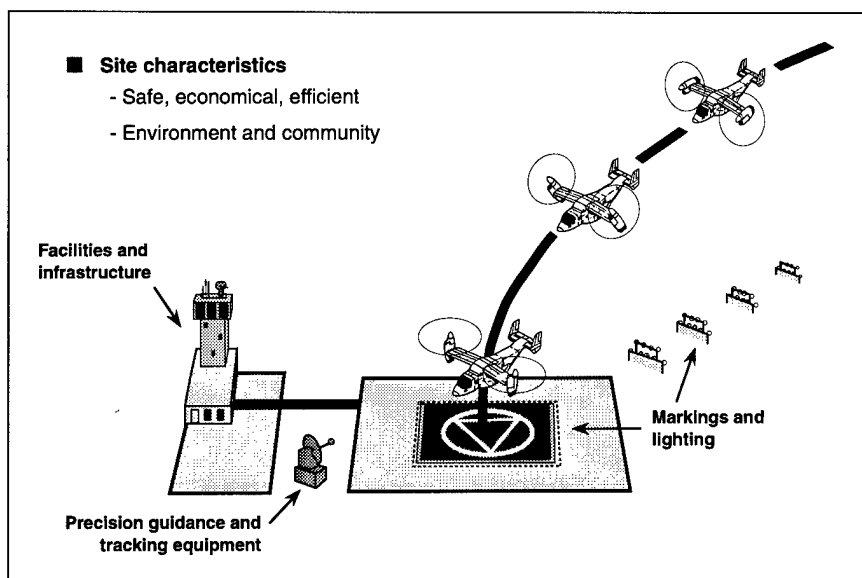 ■ Site characteristics
- Safe, economical, efficient
- Environment and community
Facilities and
infrastructure
Markings and
lighting
Precision guidance and
tracking equipment